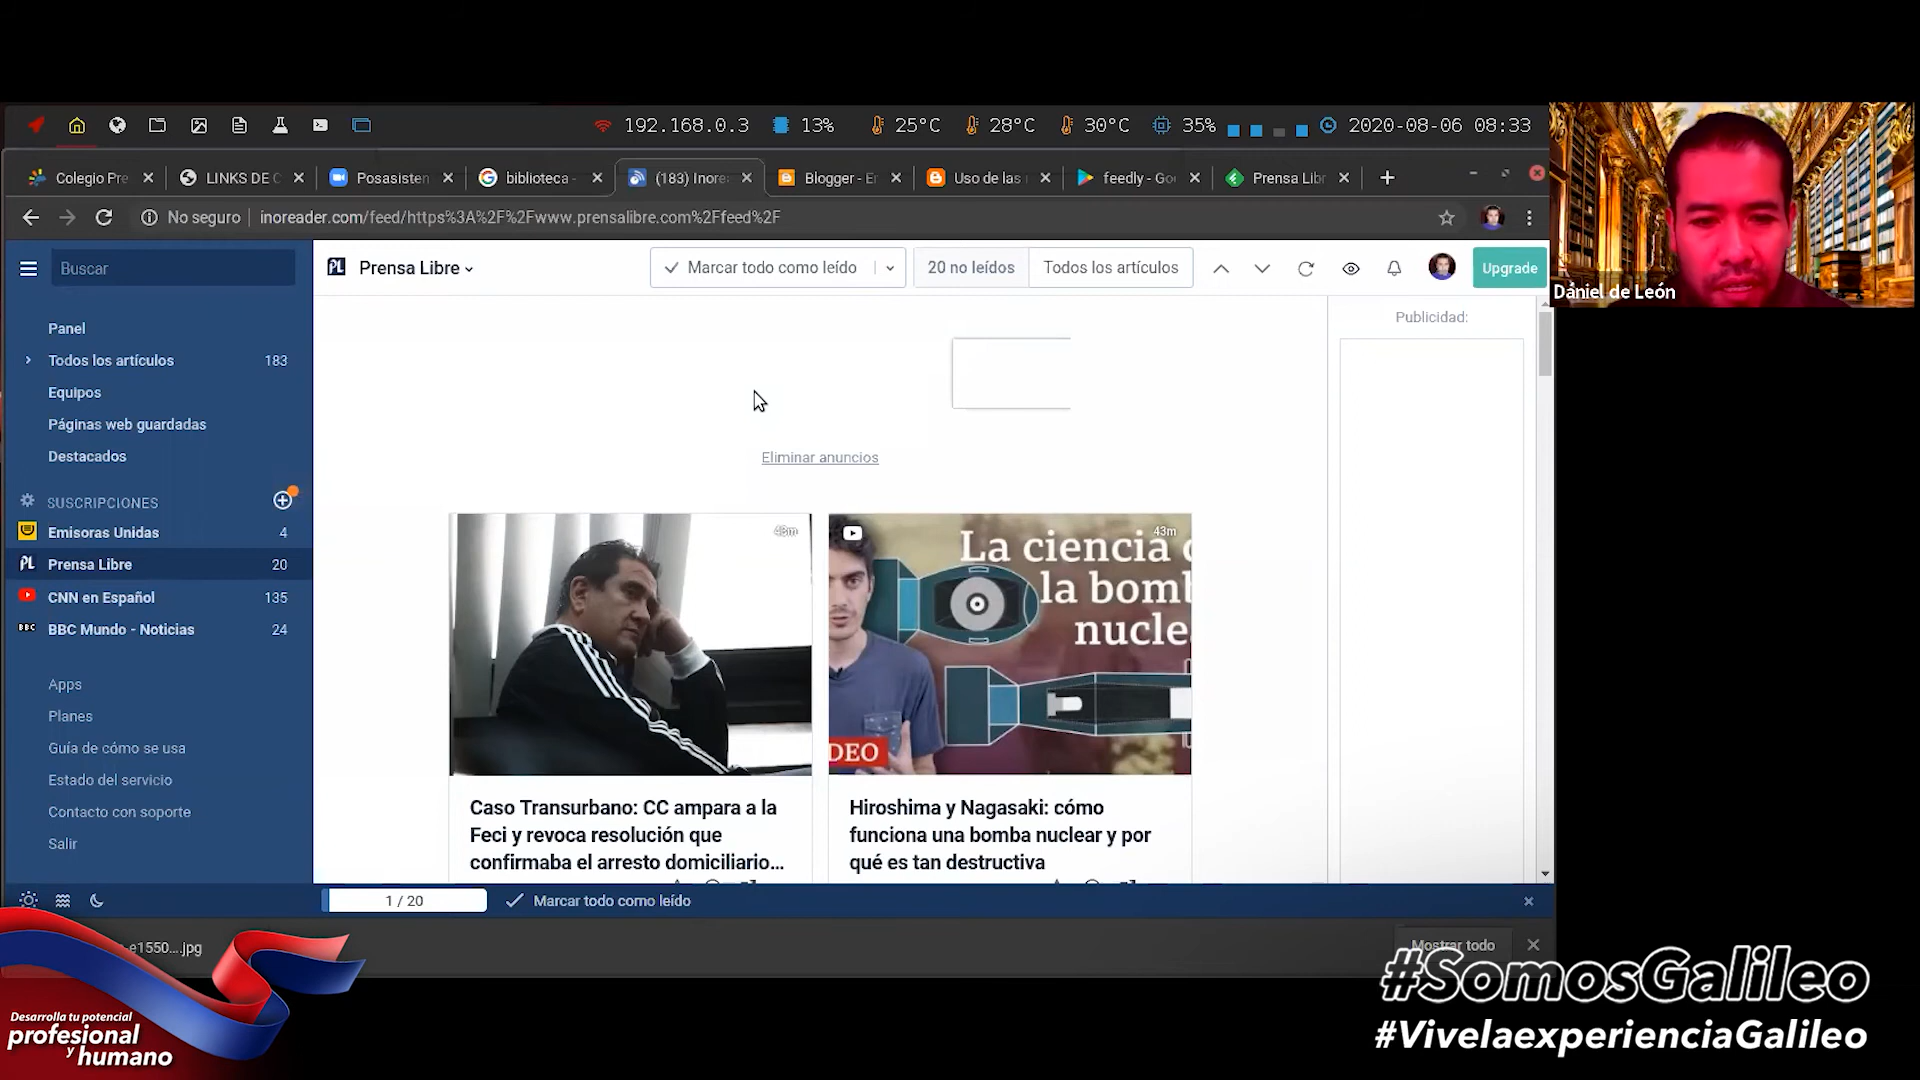 192.168.0.3
13%
25°C
28°C
30°C
35%
2020-08-06 08:33
Colegio Pre
LINKS DE C
Posasisten
biblioteca -
(183) Inore
Blogger - E
Uso de las
feedly - Go
Prensa Lib
No seguro
inoreader.com/feed/https%3A%2F%2Fwww.prensalibre.com%2Ffeed%2F
Dániel de León
Buscar
Prensa Libre
Marcar todo como leído
20 no leídos
Todos los artículos
Upgrade
Publicidad:
Panel
Todos los artículos 183
Equipos
Páginas web guardadas
Destacados
SUSCRIPCIONES
Emisoras Unidas 4
PL Prensa Libre 20
CNN en Español 135
BBC BBC Mundo - Noticias 24
Apps
Planes
Guía de cómo se usa
Estado del servicio
Contacto con soporte
Salir
Eliminar anuncios
43m
43m
La ciencia
la bomb
nucle
DEO
Caso Transurbano: CC ampara a la
Feci y revoca resolución que
confirmaba el arresto domiciliario...
Hiroshima y Nagasaki: cómo
funciona una bomba nuclear y por
qué es tan destructiva
1 / 20
Marcar todo como leído
e1550....jpg
Mostrar todo
Desarrolla tu potencial
profesional
y humano
#SomosGalileo
#VivelaexperienciaGalileo